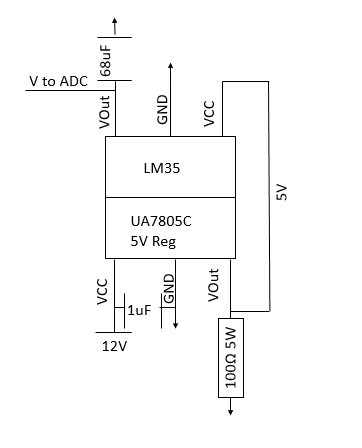 68uF
V to ADC
VOut
GND
VCC
LM35
UA7805C
5V Reg
5V
VCC
1uF
GND
VOut
12V
100Ω 5W